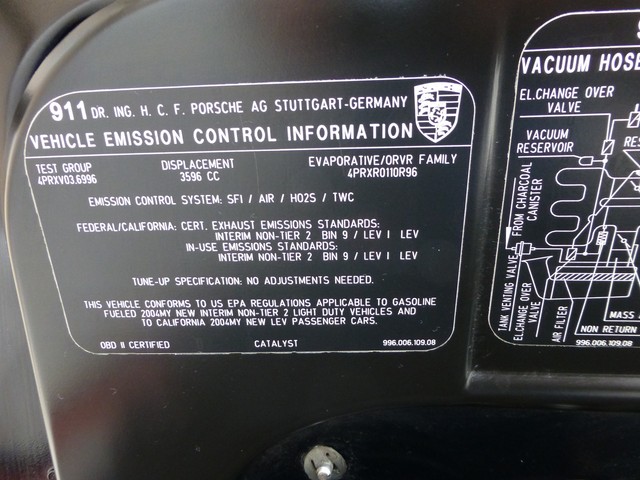 911 DR. ING. H. C. F. PORSCHE AG STUTTGART-GERMANY
VEHICLE EMISSION CONTROL INFORMATION
TEST GROUP DISPLACEMENT EVAPORATIVE/ORVR FAMILY
4PRXV03.6996 3596 CC 4PRXR0110R96
EMISSION CONTROL SYSTEM: SFI / AIR / HO2S / TWC
FEDERAL/CALIFORNIA: CERT. EXHAUST EMISSIONS STANDARDS:
INTERIM NON-TIER 2 BIN 9 / LEV I LEV
IN-USE EMISSIONS STANDARDS:
INTERIM NON-TIER 2 BIN 9 / LEV I LEV
TUNE-UP SPECIFICATION: NO ADJUSTMENTS NEEDED.
THIS VEHICLE CONFORMS TO US EPA REGULATIONS APPLICABLE TO GASOLINE
FUELED 2004MY NEW INTERIM NON-TIER 2 LIGHT DUTY VEHICLES AND
TO CALIFORNIA 2004MY NEW LEV PASSENGER CARS.
OBD II CERTIFIED CATALYST 996.006.109.08
VACUUM HOSE
EL.CHANGE OVER
VALVE
VACUUM
RESERVOIR
FROM CHARCOAL
CANISTER
TANK VENTING VALVE
EL.CHANGE OVER
VALVE
AIR FILTER
MASS
NON RETURN
996.006.109.08